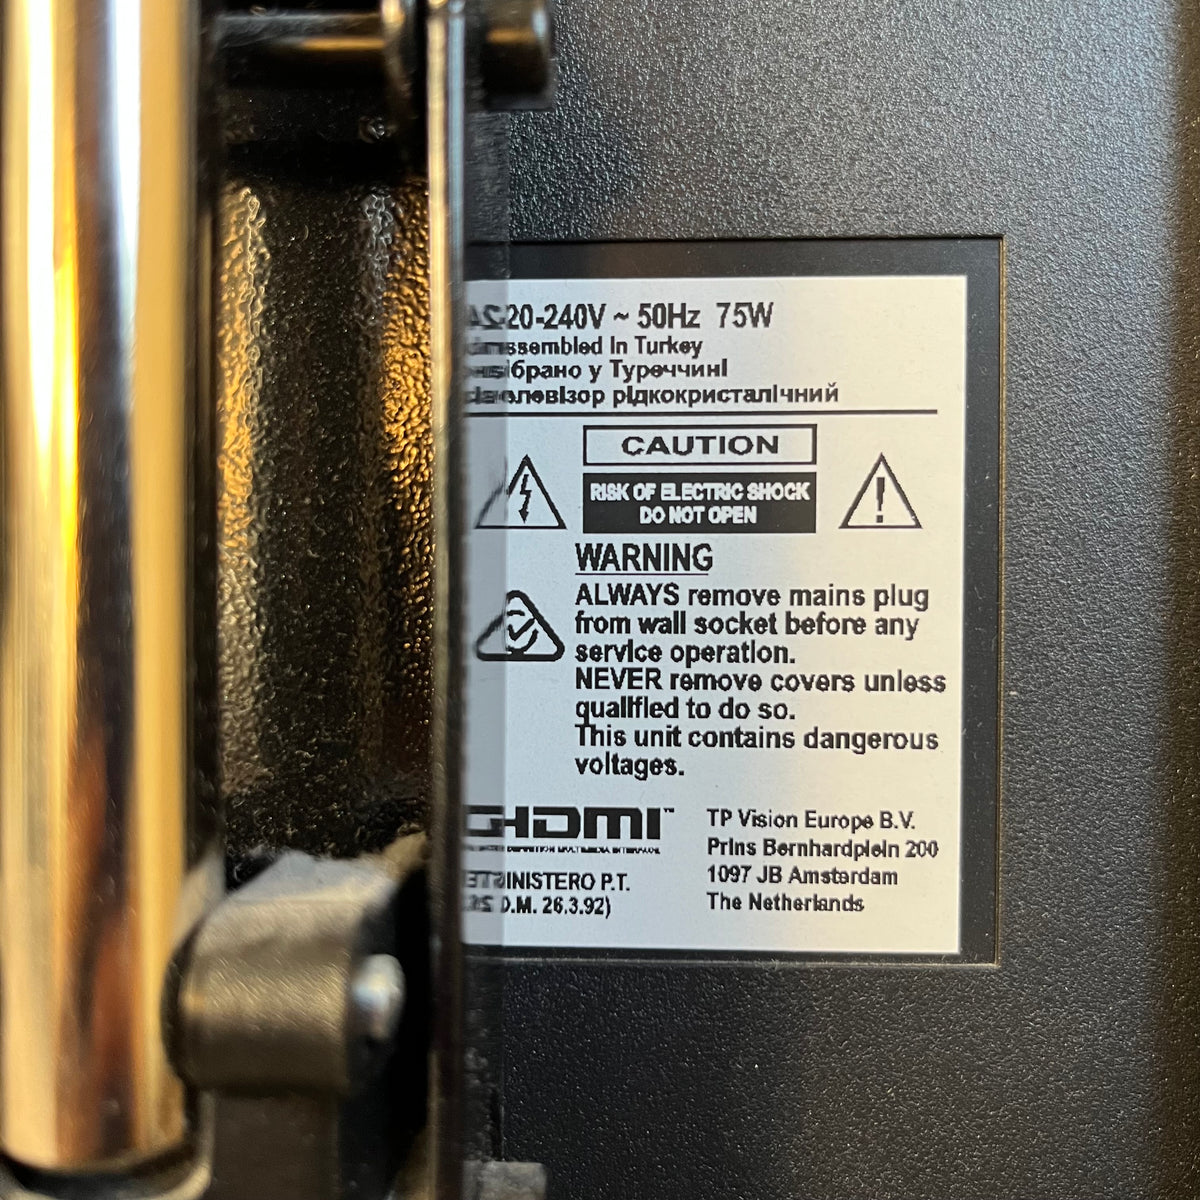 20-240V ~ 50Hz 75W
ssembled in Turkey
ібрано у Туреччині
рідкокристалічний
CAUTION
RISK OF ELECTRIC SHOCK
DO NOT OPEN
WARNING
ALWAYS remove mains plug
from wall socket before any
service operation.
NEVER remove covers unless
qualified to do so.
This unit contains dangerous
voltages.
HDMI™
INISTERO P.T.
D.M. 26.3.92)
TP Vision Europe B.V.
Prins Bernhardplein 200
1097 JB Amsterdam
The Netherlands